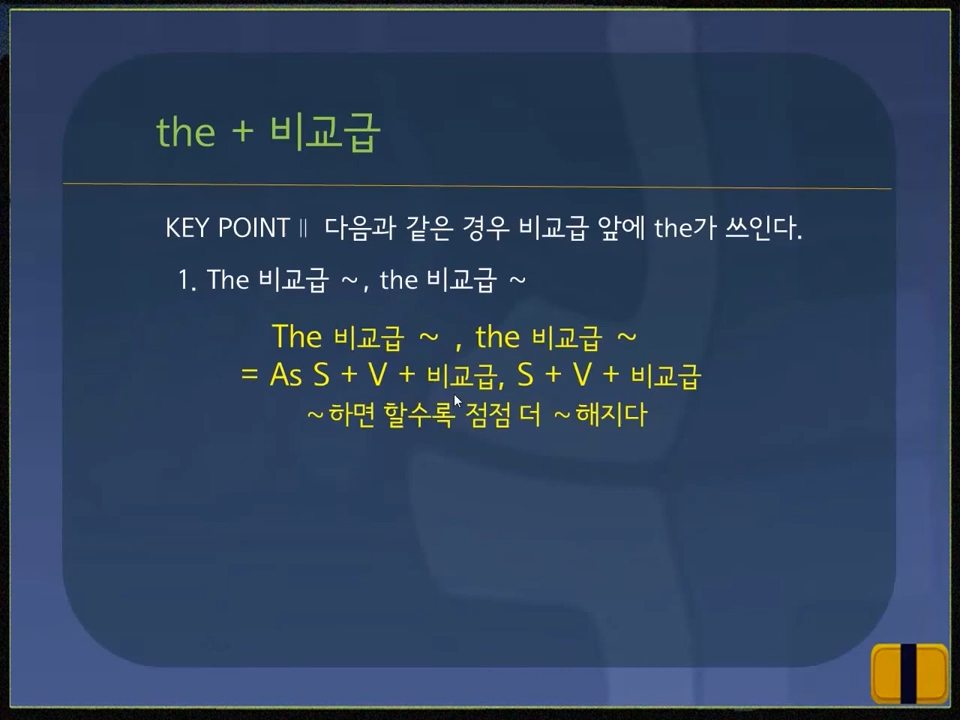 the + 비교급
KEY POINT Ⅱ 다음과 같은 경우 비교급 앞에 the가 쓰인다.
1. The 비교급 ~, the 비교급 ~
The 비교급 ~ , the 비교급 ~
= As S + V + 비교급, S + V + 비교급
~하면 할수록 점점 더 ~해지다